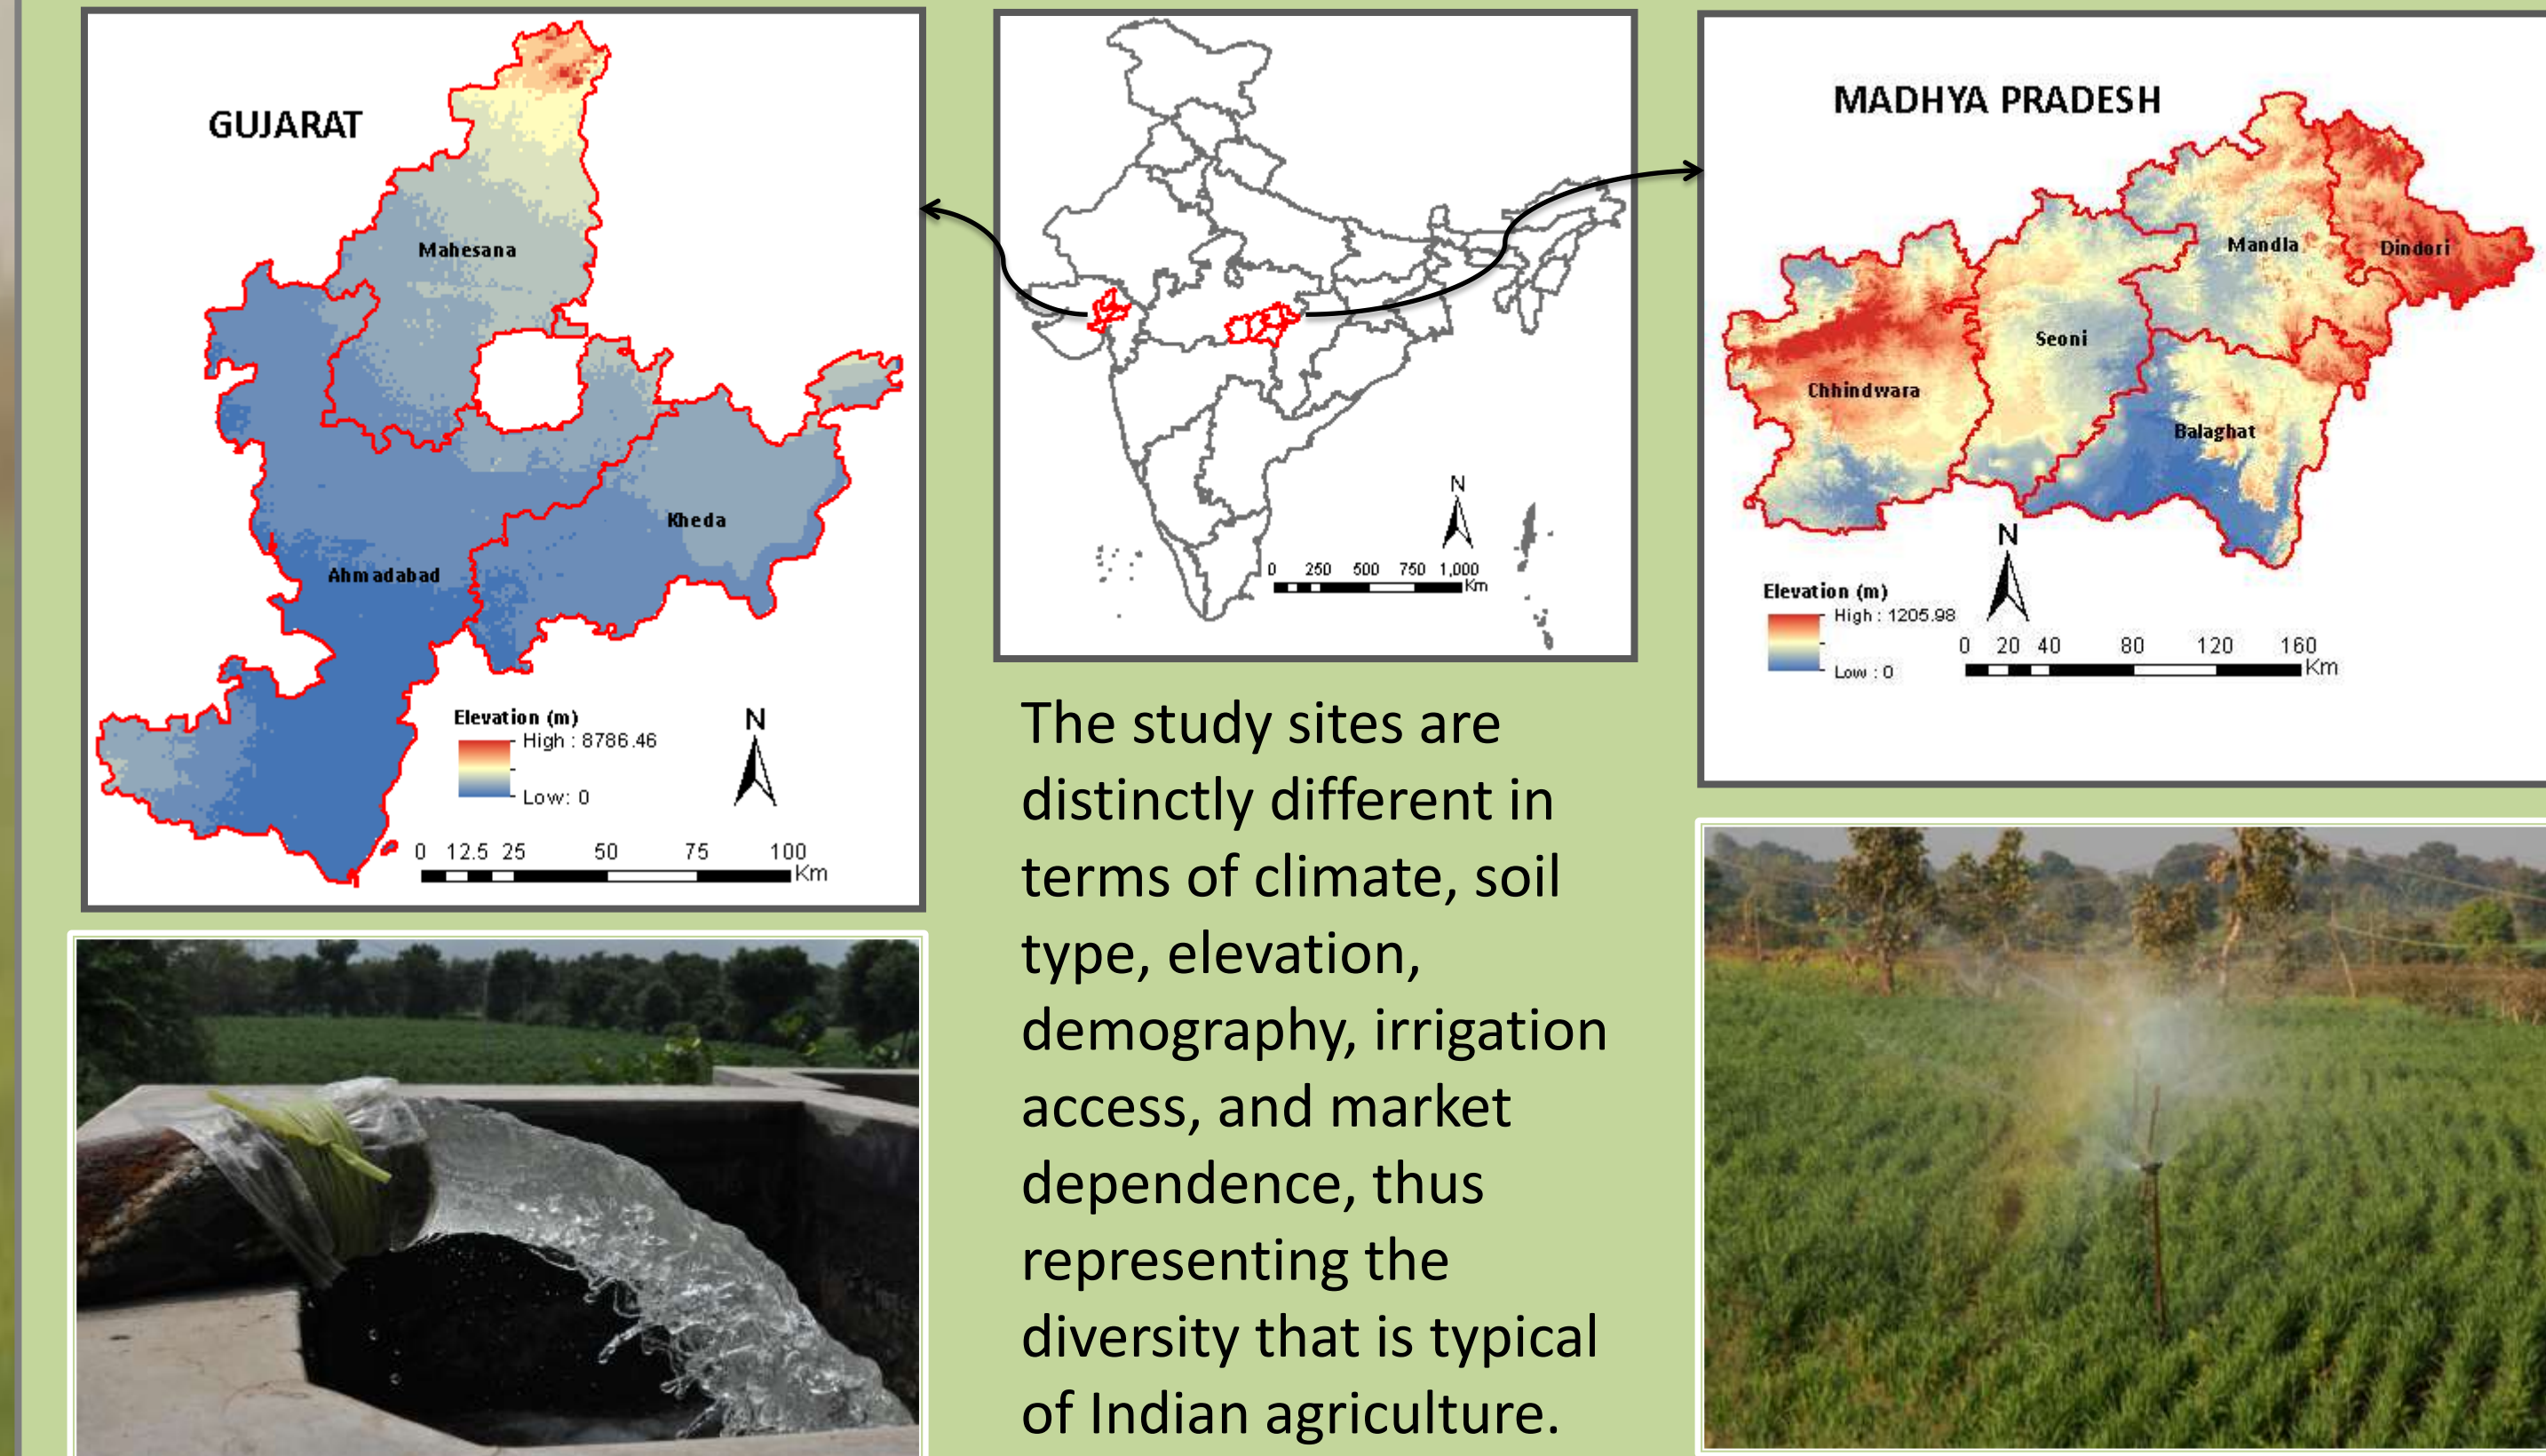 GUJARAT
Mahesana
Kheda
Ahmadabad
Elevation (m)
High : 8786.46
Low: 0
N
0 12.5 25 50 75 100
Km
N
0 250 500 750 1,000
Km
MADHYA PRADESH
Mandla
Dindori
Seoni
Chhindwara
Balaghat
N
Elevation (m)
High : 1205.98
Low : 0
0 20 40 80 120 160
Km
The study sites are
distinctly different in
terms of climate, soil
type, elevation,
demography, irrigation
access, and market
dependence, thus
representing the
diversity that is typical
of Indian agriculture.